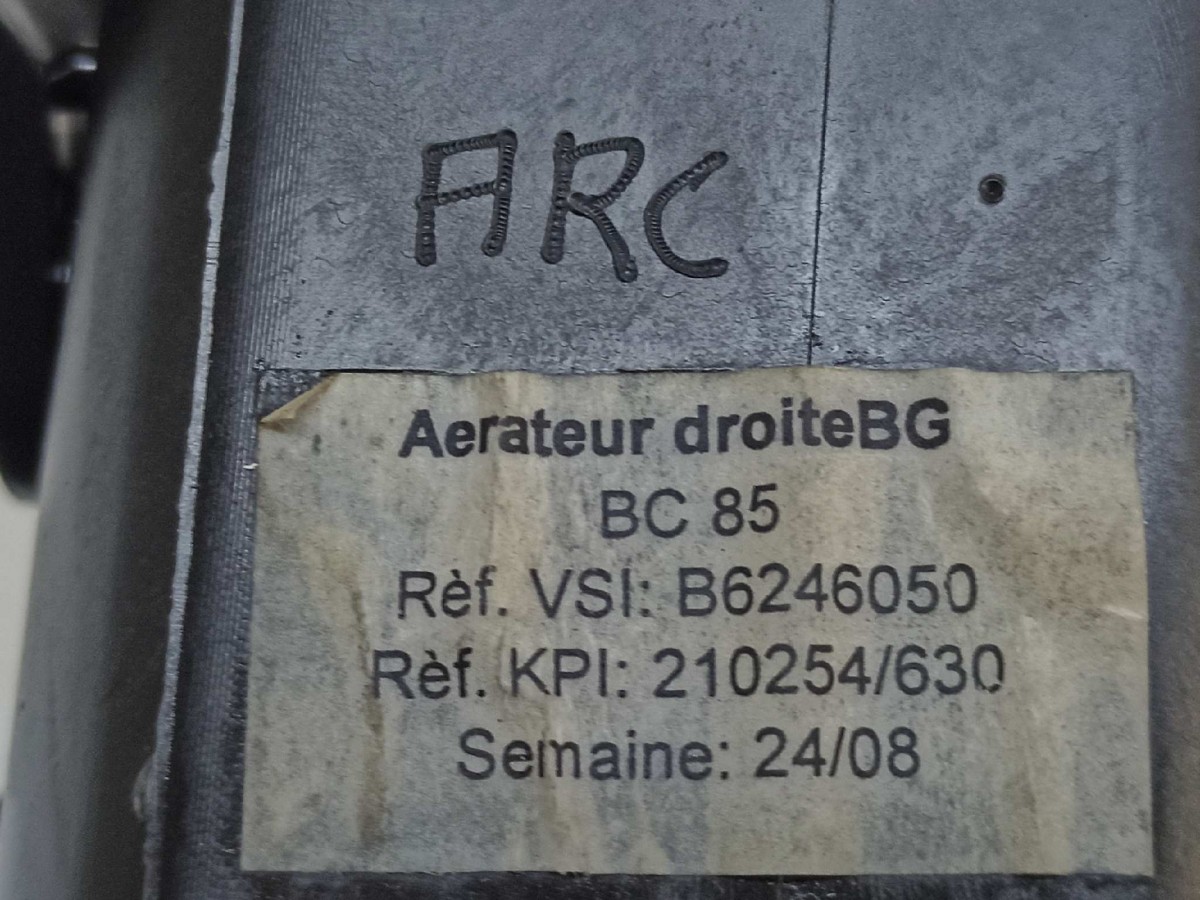 ARC
Aerateur droiteBG
BC 85
Rèf. VSI: B6246050
Rèf. KPI: 210254/630
Semaine: 24/08